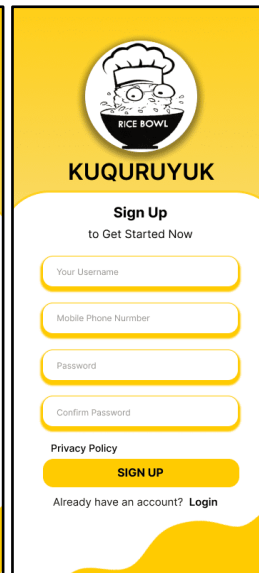 RICE BOWL
KUQURUYUK
Sign Up
to Get Started Now
Your Username
Mobile Phone Nurmber
Password
Confirm Password
Privacy Policy
SIGN UP
Already have an account? Login